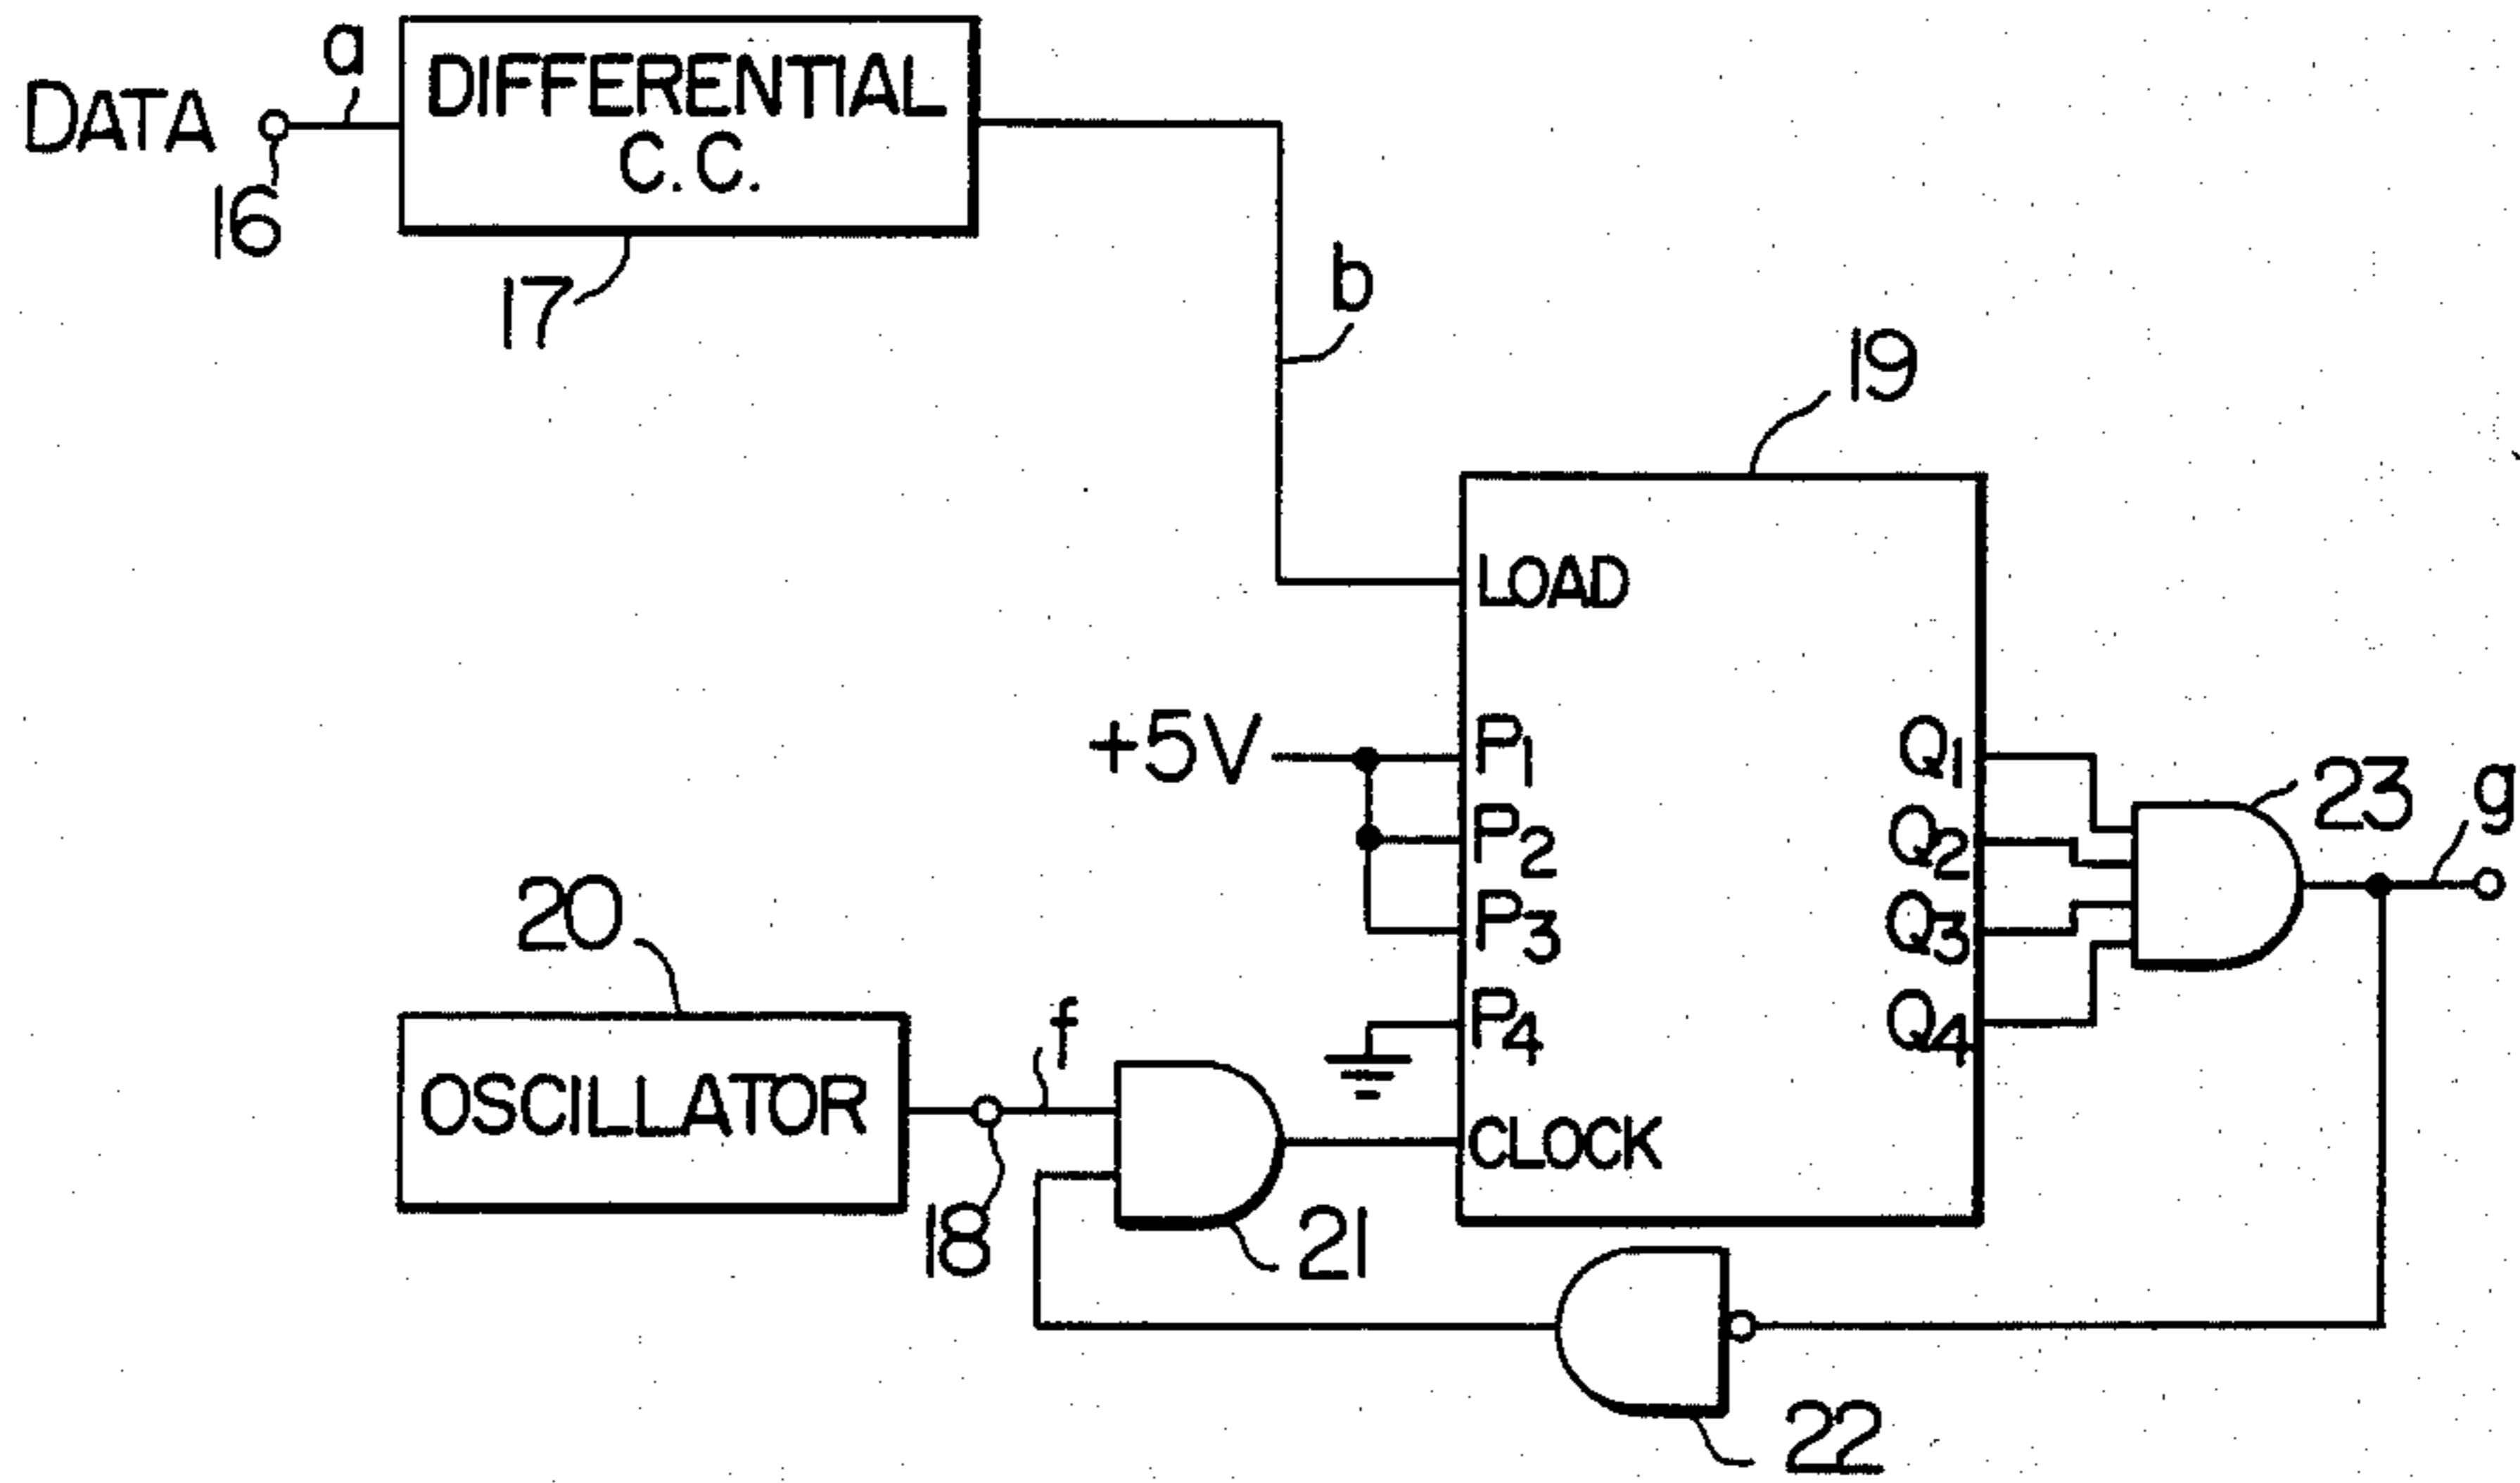 a
DATA
DIFFERENTIAL
C.C.
16
17
b
19
LOAD
+5V
P1
P2
P3
P4
CLOCK
Q1
Q2
Q3
Q4
23
g
20
OSCILLATOR
f
18
21
22